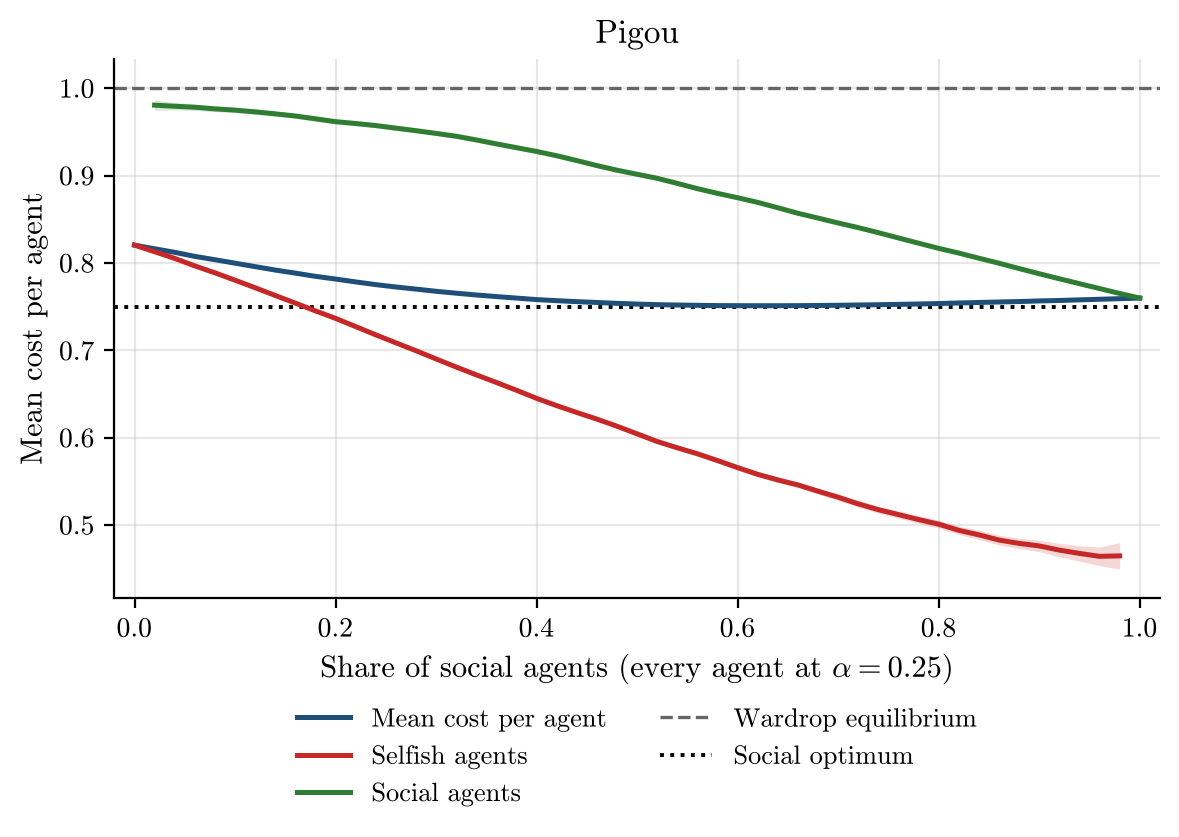 Pigou
Mean cost per agent
1.0
0.9
0.8
0.7
0.6
0.5
0.0 0.2 0.4 0.6 0.8 1.0
Share of social agents (every agent at α = 0.25)
Mean cost per agent
Selfish agents
Social agents
Wardrop equilibrium
Social optimum